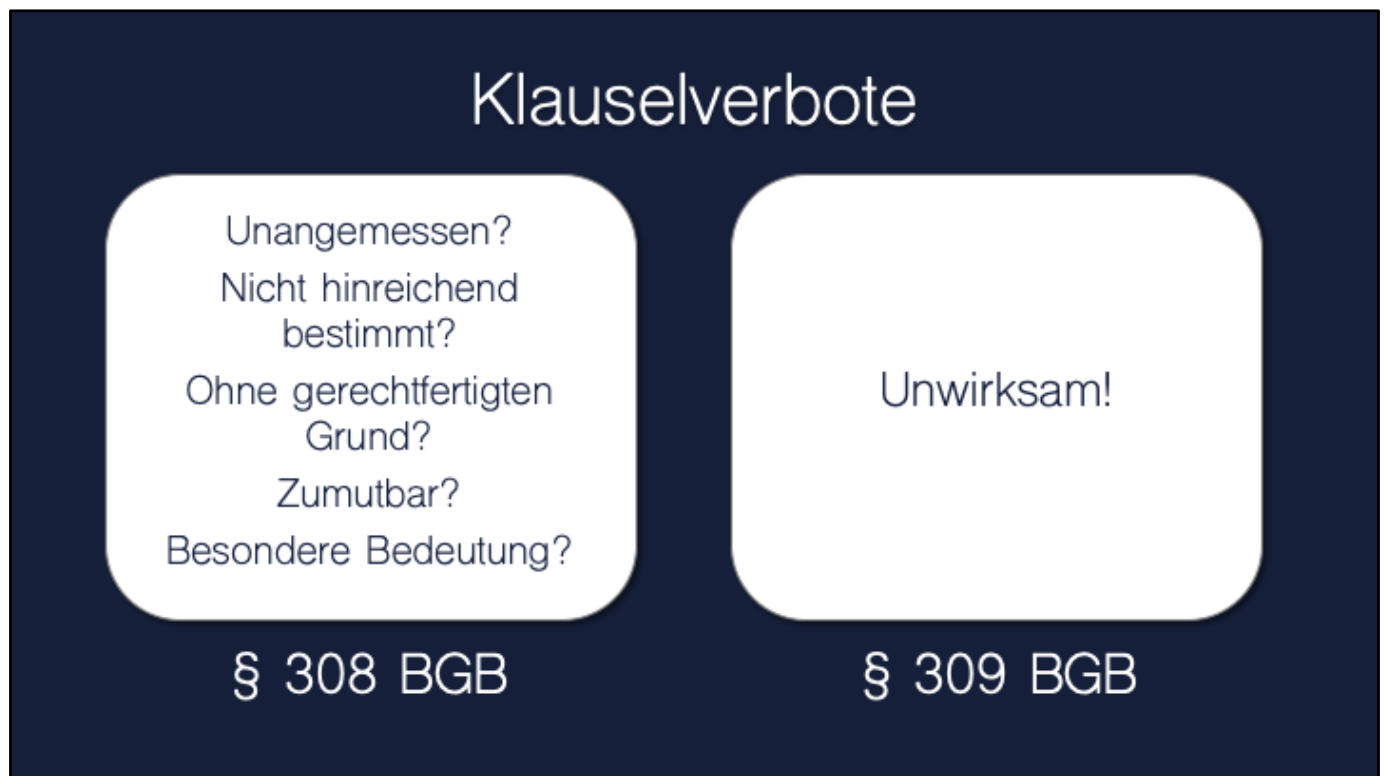 Klauselverbote
Unangemessen?
Nicht hinreichend
bestimmt?
Ohne gerechtfertigten
Grund?
Zumutbar?
Besondere Bedeutung?
§ 308 BGB
Unwirksam!
§ 309 BGB